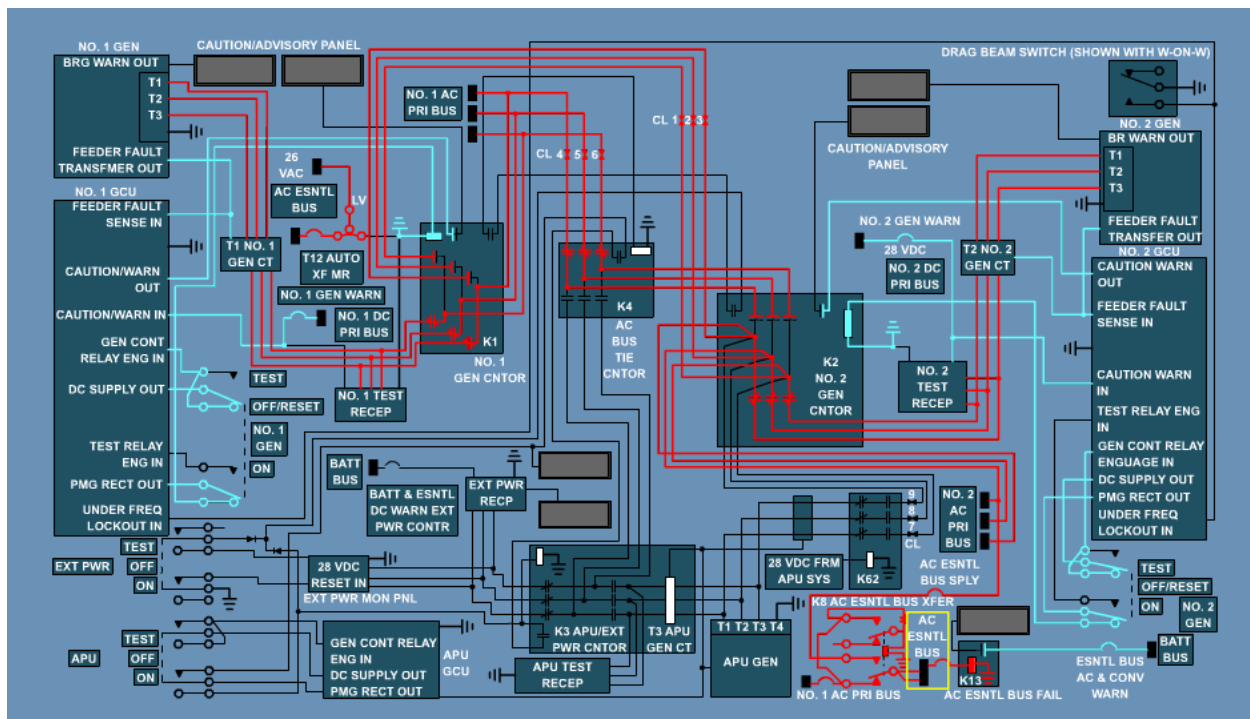 NO. 1 GEN
BRG WARN OUT
T1
T2
T3
FEEDER FAULT
TRANSFMER OUT
NO. 1 GCU
FEEDER FAULT
SENSE IN
CAUTION/WARN
OUT
CAUTION/WARN IN
GEN CONT
RELAY ENG IN
DC SUPPLY OUT
TEST RELAY
ENG IN
PMG RECT OUT
UNDER FREQ
LOCKOUT IN
TEST
OFF/RESET
NO. 1
GEN
ON
EXT PWR
TEST
OFF
ON
APU
TEST
OFF
ON
CAUTION/ADVISORY PANEL
26
VAC
AC ESNTL
BUS
LV
T1 NO. 1
GEN CT
T12 AUTO
XF MR
NO. 1 GEN WARN
NO. 1 DC
PRI BUS
NO. 1 TEST
RECEP
NO. 1 AC
PRI BUS
K1
NO. 1
GEN CNTOR
CL 4 5 6
CL 1 2 3
K4
AC
BUS
TIE
CNTOR
K2
NO. 2
GEN
CNTOR
BATT
BUS
BATT & ESNTL
DC WARN EXT
PWR CONTR
EXT PWR
RECP
28 VDC
RESET IN
EXT PWR MON PNL
GEN CONT RELAY
ENG IN
DC SUPPLY OUT
PMG RECT OUT
APU
GCU
K3 APU/EXT
PWR CNTOR
T3 APU
GEN CT
APU TEST
RECEP
T1 T2 T3 T4
APU GEN
28 VDC FRM
APU SYS
K62
9
8
7
CL
NO. 2
AC
PRI
BUS
AC ESNTL
BUS SPLY
K8 AC ESNTL BUS XFER
AC
ESNTL
BUS
NO. 1 AC PRI BUS
K13
AC ESNTL BUS FAIL
ESNTL BUS
AC & CONV
WARN
BATT
BUS
DRAG BEAM SWITCH (SHOWN WITH W-ON-W)
CAUTION/ADVISORY
PANEL
NO. 2 GEN
BR WARN OUT
T1
T2
T3
FEEDER FAULT
TRANSFER OUT
NO. 2 GEN WARN
28 VDC
NO. 2 DC
PRI BUS
T2 NO. 2
GEN CT
NO. 2
TEST
RECEP
NO. 2 GCU
CAUTION WARN
OUT
FEEDER FAULT
SENSE IN
CAUTION WARN
IN
TEST RELAY ENG
IN
GEN CONT RELAY
ENGUAGE IN
DC SUPPLY OUT
PMG RECT OUT
UNDER FREQ
LOCKOUT IN
TEST
OFF/RESET
ON
NO. 2
GEN